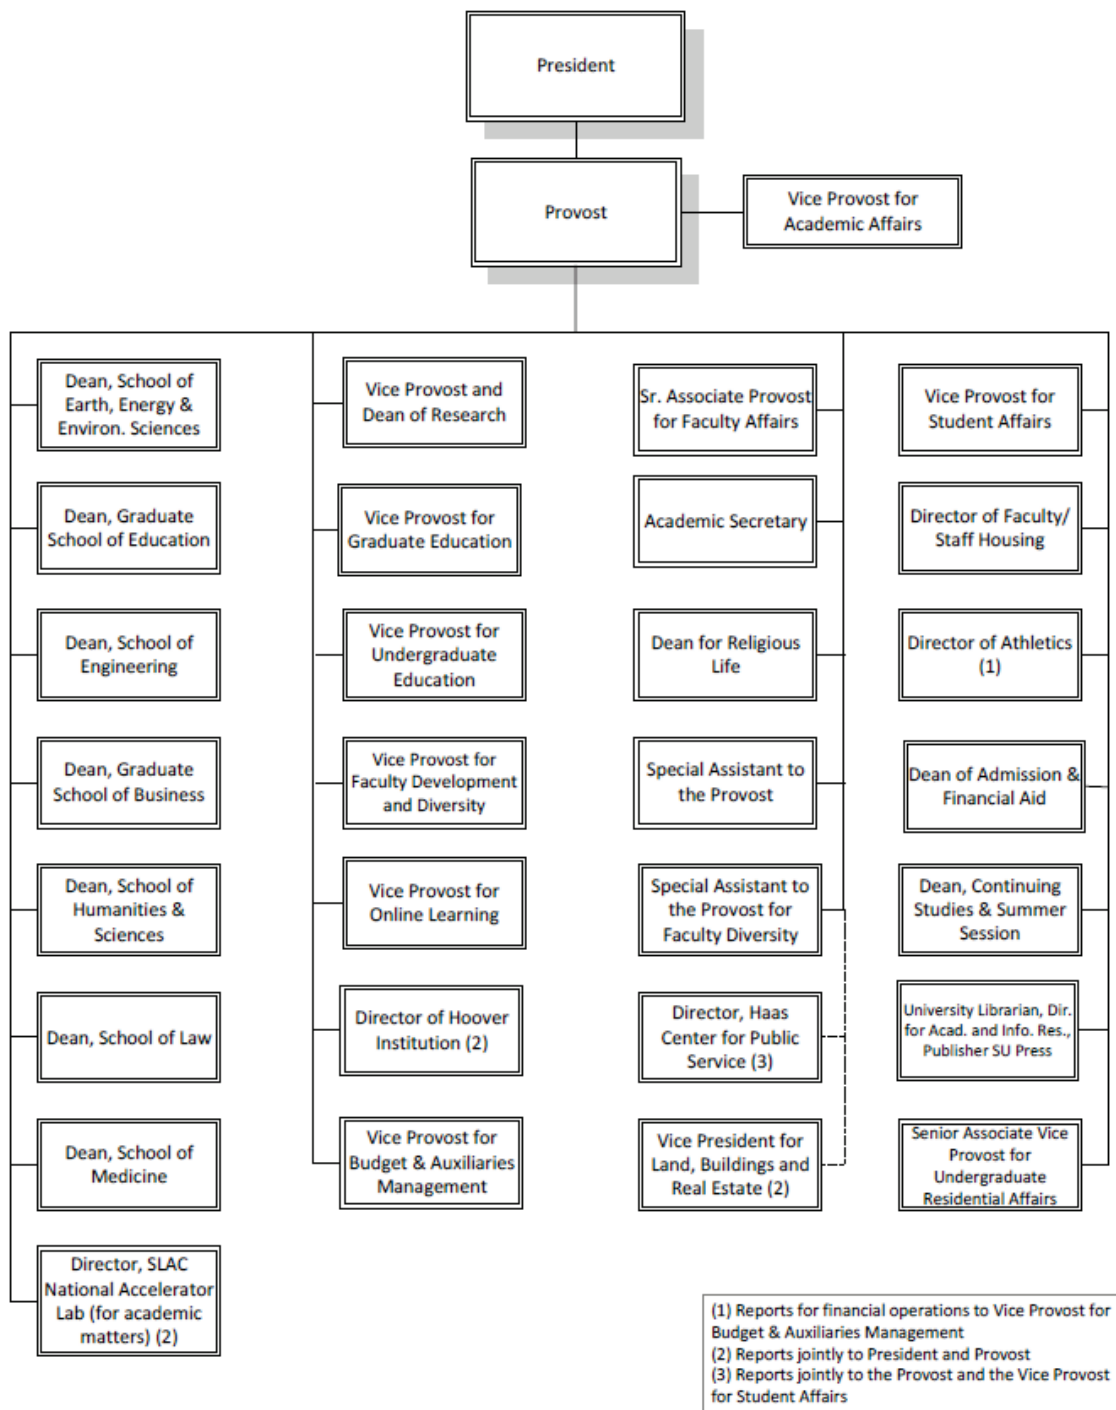 President
Provost
Vice Provost for
Academic Affairs
Dean, School of
Earth, Energy &
Environ. Sciences
Dean, Graduate
School of Education
Dean, School of
Engineering
Dean, Graduate
School of Business
Dean, School of
Humanities &
Sciences
Dean, School of Law
Dean, School of
Medicine
Director, SLAC
National Accelerator
Lab (for academic
matters) (2)
Vice Provost and
Dean of Research
Vice Provost for
Graduate Education
Vice Provost for
Undergraduate
Education
Vice Provost for
Faculty Development
and Diversity
Vice Provost for
Online Learning
Director of Hoover
Institution (2)
Vice Provost for
Budget & Auxiliaries
Management
Sr. Associate Provost
for Faculty Affairs
Academic Secretary
Dean for Religious
Life
Special Assistant to
the Provost
Special Assistant to
the Provost for
Faculty Diversity
Director, Haas
Center for Public
Service (3)
Vice President for
Land, Buildings and
Real Estate (2)
Vice Provost for
Student Affairs
Director of Faculty/
Staff Housing
Director of Athletics
(1)
Dean of Admission &
Financial Aid
Dean, Continuing
Studies & Summer
Session
University Librarian, Dir.
for Acad. and Info. Res.,
Publisher SU Press
Senior Associate Vice
Provost for
Undergraduate
Residential Affairs
(1) Reports for financial operations to Vice Provost for
Budget & Auxiliaries Management
(2) Reports jointly to President and Provost
(3) Reports jointly to the Provost and the Vice Provost
for Student Affairs